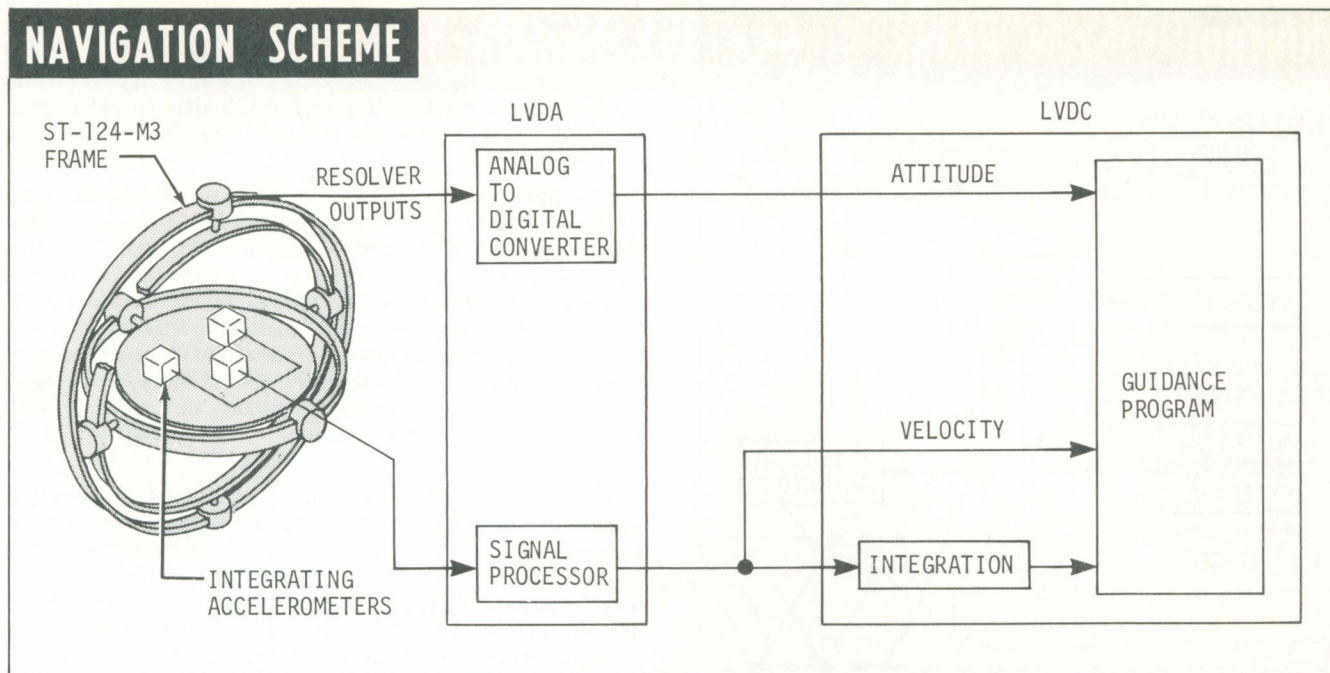 NAVIGATION SCHEME
ST-124-M3
FRAME
RESOLVER
OUTPUTS
LVDA
ANALOG
TO
DIGITAL
CONVERTER
SIGNAL
PROCESSOR
INTEGRATING
ACCELEROMETERS
LVDC
ATTITUDE
VELOCITY
INTEGRATION
GUIDANCE
PROGRAM